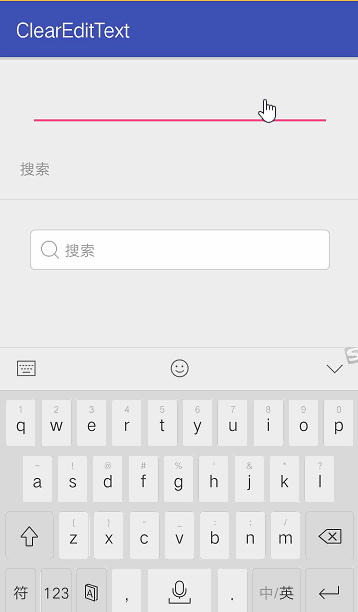 ClearEditText
搜索
搜索
1 2 3 4 5 6 7 8 9 0
q w e r t y u i o p
~ ! @ # % ' & * ?
a s d f g h j k l
( ) - _ : ; /
z x c v b n m
符 123 , . 中/英